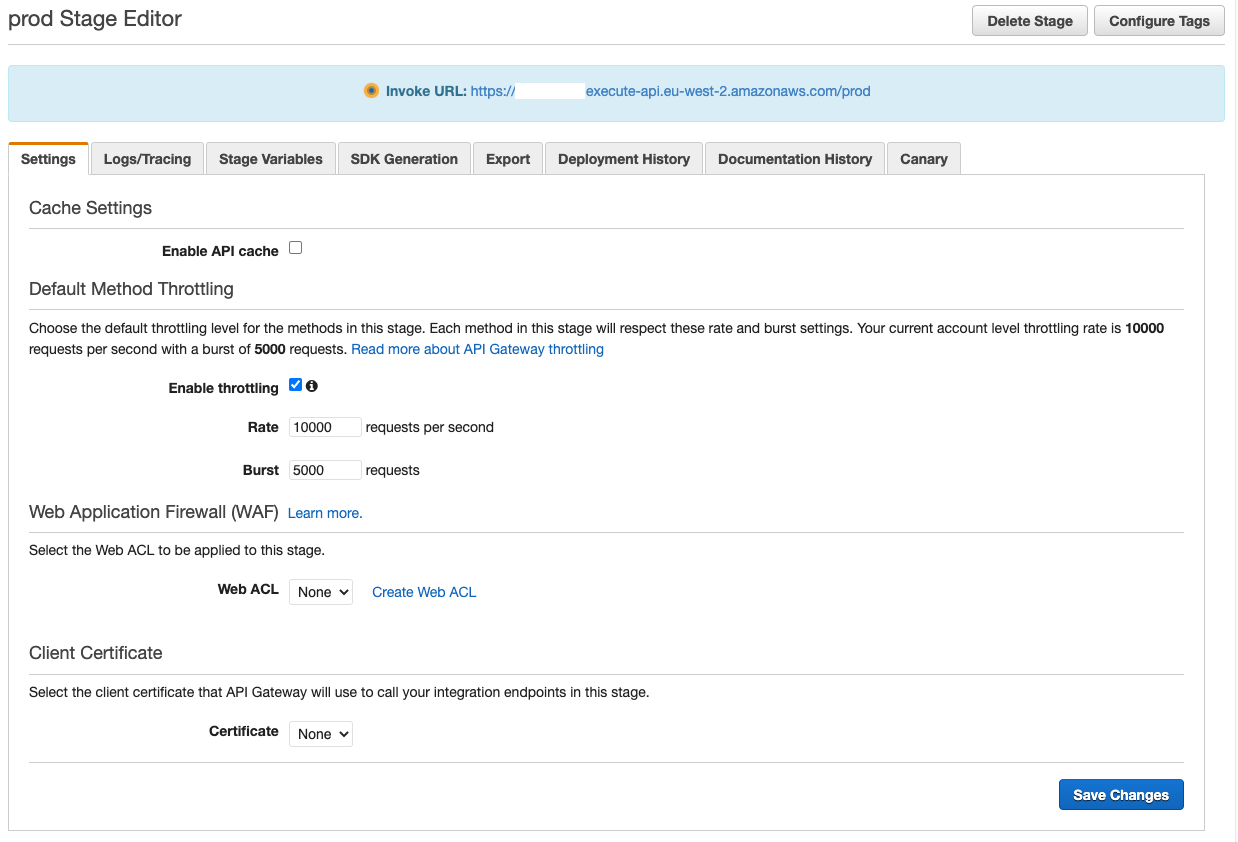 prod Stage Editor
Delete Stage
Configure Tags
Invoke URL: https:// execute-api.eu-west-2.amazonaws.com/prod
Settings
Logs/Tracing
Stage Variables
SDK Generation
Export
Deployment History
Documentation History
Canary
Cache Settings
Enable API cache
Default Method Throttling
Choose the default throttling level for the methods in this stage. Each method in this stage will respect these rate and burst settings. Your current account level throttling rate is 10000
requests per second with a burst of 5000 requests. Read more about API Gateway throttling
Enable throttling
Rate 10000 requests per second
Burst 5000 requests
Web Application Firewall (WAF) Learn more.
Select the Web ACL to be applied to this stage.
Web ACL None Create Web ACL
Client Certificate
Select the client certificate that API Gateway will use to call your integration endpoints in this stage.
Certificate None
Save Changes